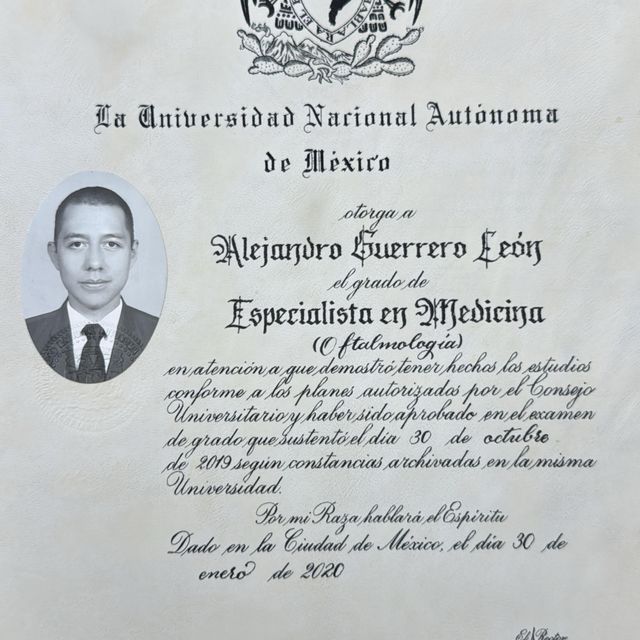 HABLARA EL
La Universidad Nacional Autónoma
de México
otorga a
Alejandro Guerrero León
el grado de
Especialista en Medicina
(Oftalmología)
en atención a que demostró tener hechos los estudios
conforme a los planes autorizados por el Consejo
Universitario y haber sido aprobado en el examen
de grado que sustentó el día 30 de octubre
de 2019 según constancias archivadas en la misma
Universidad.
Por mi Raza hablará el Espíritu
Dado en la Ciudad de México, el día 30 de
enero de 2020
El Rector